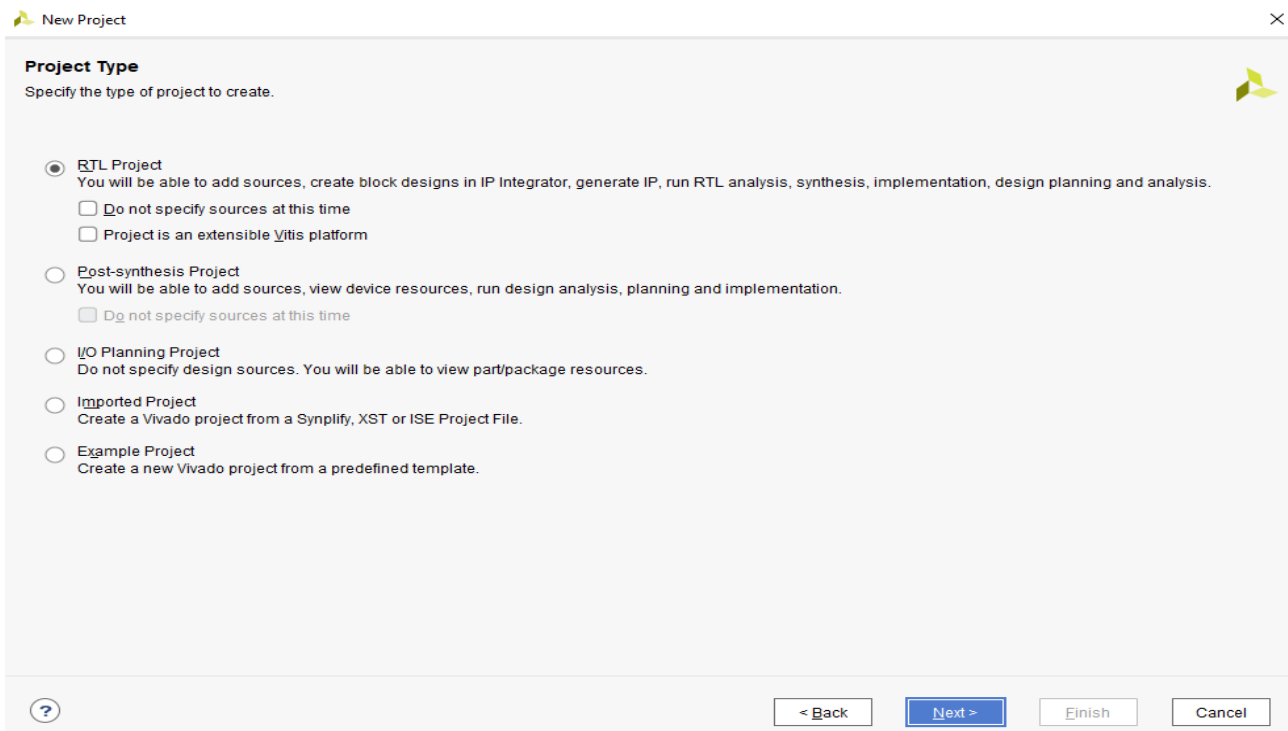 New Project
Project Type
Specify the type of project to create.
RTL Project
You will be able to add sources, create block designs in IP Integrator, generate IP, run RTL analysis, synthesis, implementation, design planning and analysis.
Do not specify sources at this time
Project is an extensible Vitis platform
Post-synthesis Project
You will be able to add sources, view device resources, run design analysis, planning and implementation.
Do not specify sources at this time
I/O Planning Project
Do not specify design sources. You will be able to view part/package resources.
Imported Project
Create a Vivado project from a Synplify, XST or ISE Project File.
Example Project
Create a new Vivado project from a predefined template.
? < Back Next > Finish Cancel